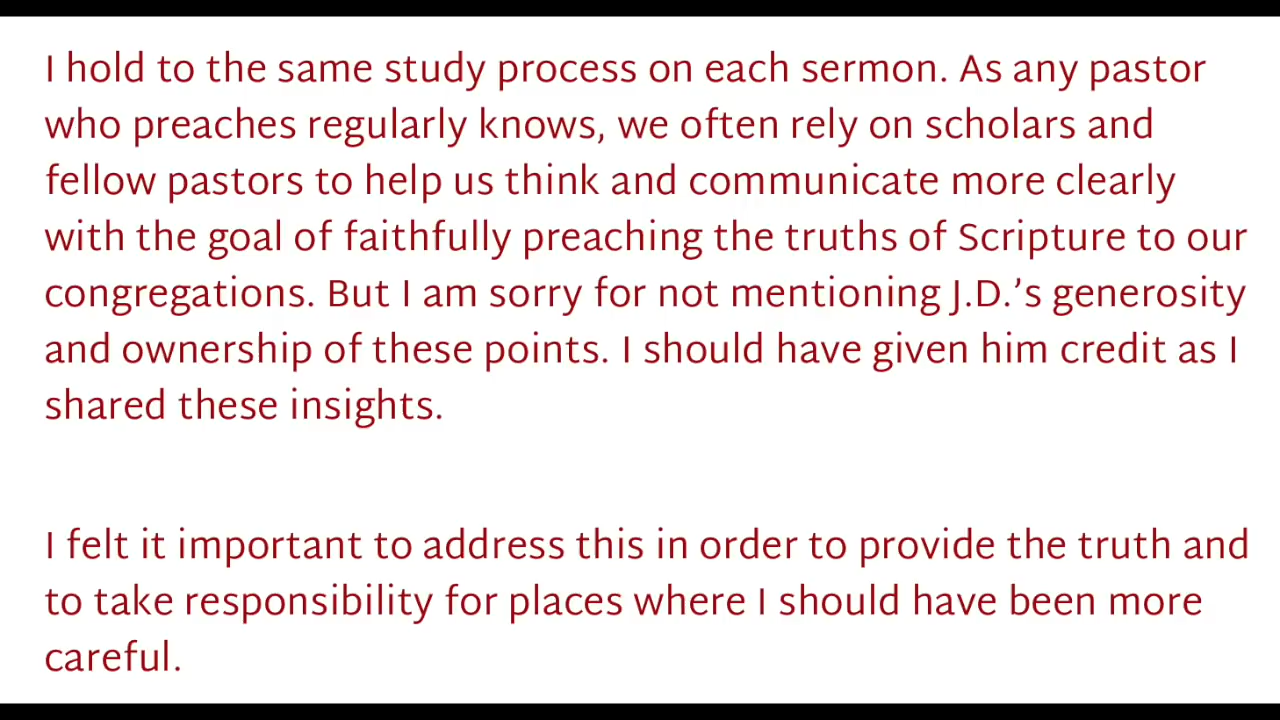 I hold to the same study process on each sermon. As any pastor
who preaches regularly knows, we often rely on scholars and
fellow pastors to help us think and communicate more clearly
with the goal of faithfully preaching the truths of Scripture to our
congregations. But I am sorry for not mentioning J.D.’s generosity
and ownership of these points. I should have given him credit as I
shared these insights.
I felt it important to address this in order to provide the truth and
to take responsibility for places where I should have been more
careful.